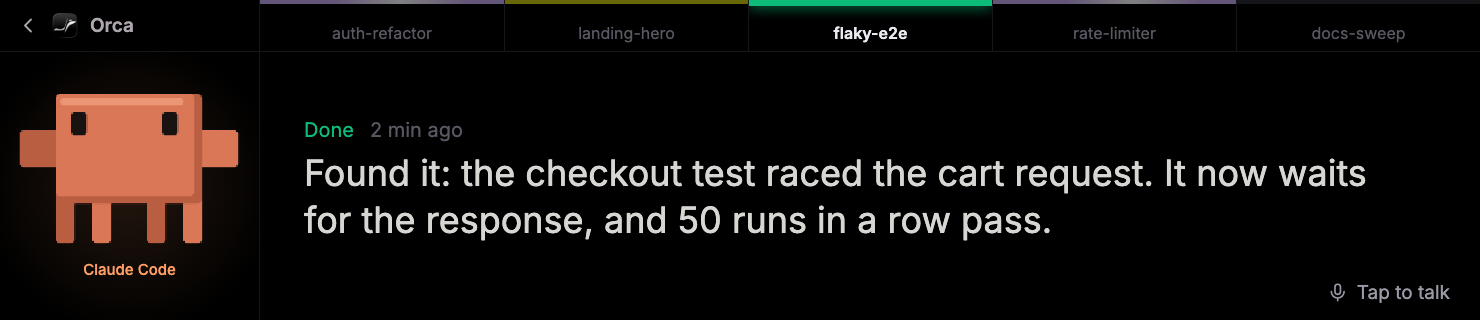 Orca
auth-refactor
landing-hero
flaky-e2e
rate-limiter
docs-sweep
Claude Code
Done 2 min ago
Found it: the checkout test raced the cart request. It now waits
for the response, and 50 runs in a row pass.
Tap to talk